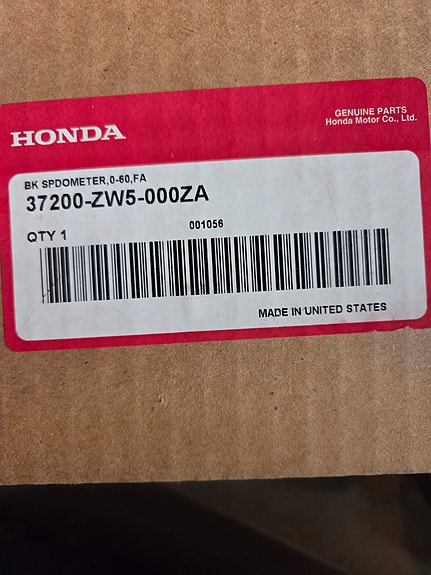 GENUINE PARTS
Honda Motor Co., Ltd.
HONDA
BK SPDOMETER,0-60,FA
37200-ZW5-000ZA
QTY 1
001056
MADE IN UNITED STATES